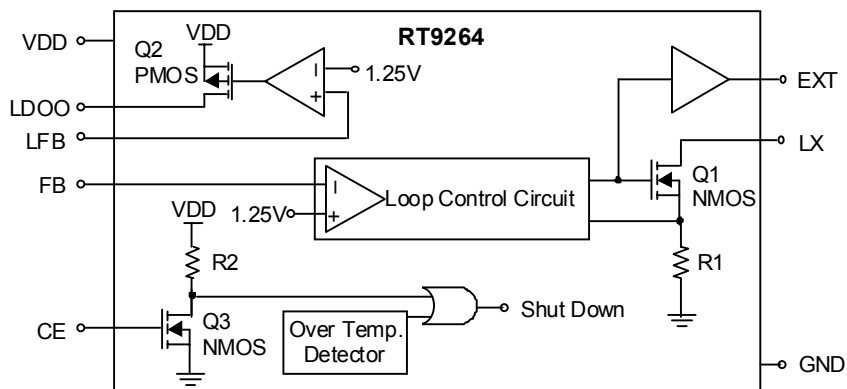 RT9264
VDD
Q2
PMOS
VDD
LDOO
LFB
1.25V
EXT
LX
FB
Loop Control Circuit
Q1
NMOS
1.25V
VDD
R2
R1
CE
Q3
NMOS
Over Temp.
Detector
Shut Down
GND